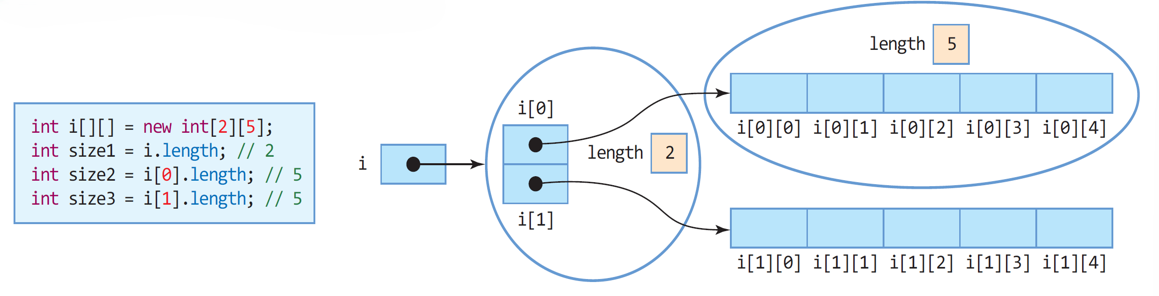 int i[][] = new int[2][5];
int size1 = i.length; // 2
int size2 = i[0].length; // 5
int size3 = i[1].length; // 5
i
i[0]
length 2
i[1]
length 5
i[0][0] i[0][1] i[0][2] i[0][3] i[0][4]
i[1][0] i[1][1] i[1][2] i[1][3] i[1][4]